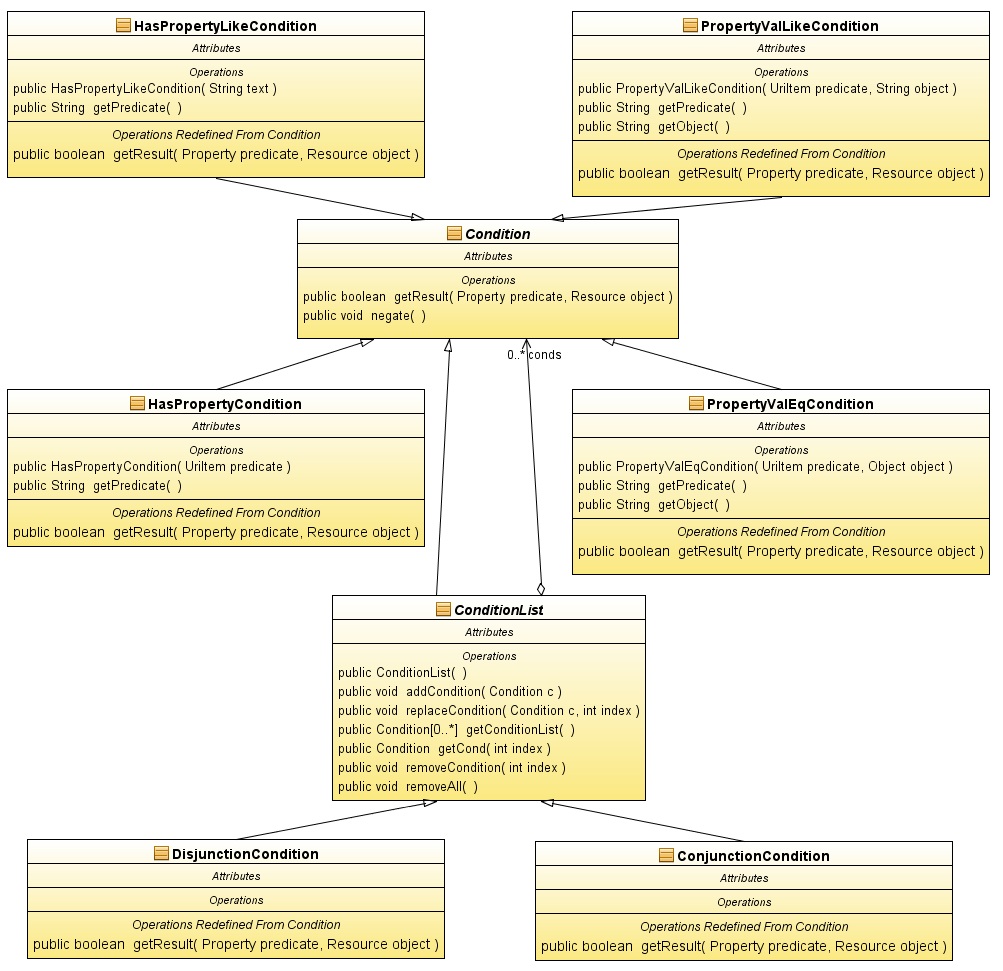 HasPropertyLikeCondition
Attributes
Operations
public HasPropertyLikeCondition( String text )
public String getPredicate( )
Operations Redefined From Condition
public boolean getResult( Property predicate, Resource object )
PropertyValLikeCondition
Attributes
Operations
public PropertyValLikeCondition( UriItem predicate, String object )
public String getPredicate( )
public String getObject( )
Operations Redefined From Condition
public boolean getResult( Property predicate, Resource object )
Condition
Attributes
Operations
public boolean getResult( Property predicate, Resource object )
public void negate( )
0..* conds
HasPropertyCondition
Attributes
Operations
public HasPropertyCondition( UriItem predicate )
public String getPredicate( )
Operations Redefined From Condition
public boolean getResult( Property predicate, Resource object )
PropertyValEqCondition
Attributes
Operations
public PropertyValEqCondition( UriItem predicate, Object object )
public String getPredicate( )
public String getObject( )
Operations Redefined From Condition
public boolean getResult( Property predicate, Resource object )
ConditionList
Attributes
Operations
public ConditionList( )
public void addCondition( Condition c )
public void replaceCondition( Condition c, int index )
public Condition[0..*] getConditionList( )
public Condition getCond( int index )
public void removeCondition( int index )
public void removeAll( )
DisjunctionCondition
Attributes
Operations
Operations Redefined From Condition
public boolean getResult( Property predicate, Resource object )
ConjunctionCondition
Attributes
Operations
Operations Redefined From Condition
public boolean getResult( Property predicate, Resource object )